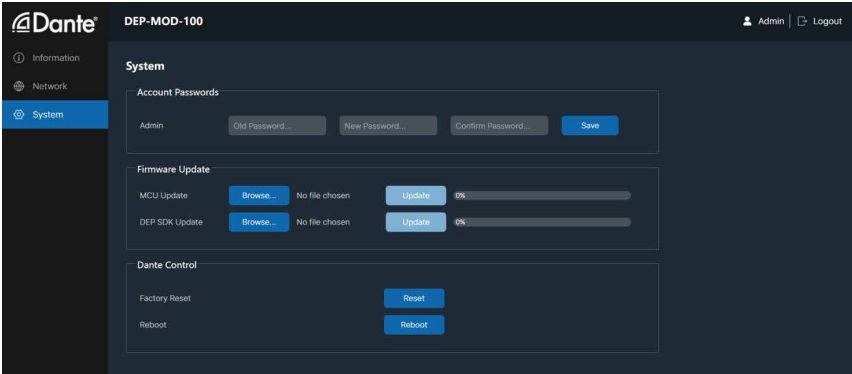 Dante®
DEP-MOD-100
Admin
Logout
Information
Network
System
System
Account Passwords
Admin
Old Password...
New Password...
Confirm Password...
Save
Firmware Update
MCU Update
Browse...
No file chosen
Update
0%
DEP SDK Update
Browse...
No file chosen
Update
0%
Dante Control
Factory Reset
Reset
Reboot
Reboot